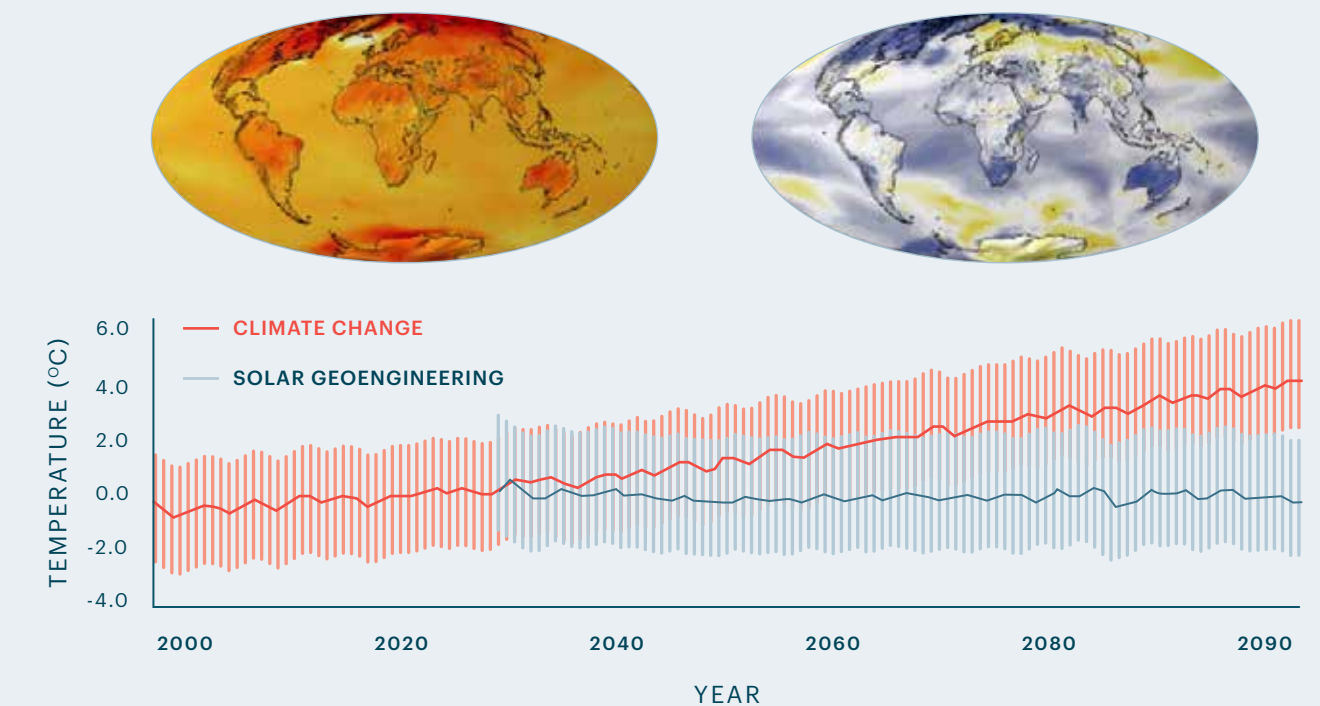 6.0
4.0
2.0
0.0
-2.0
-4.0
TEMPERATURE (°C)
CLIMATE CHANGE
SOLAR GEOENGINEERING
2000 2020 2040 2060 2080 2090
YEAR